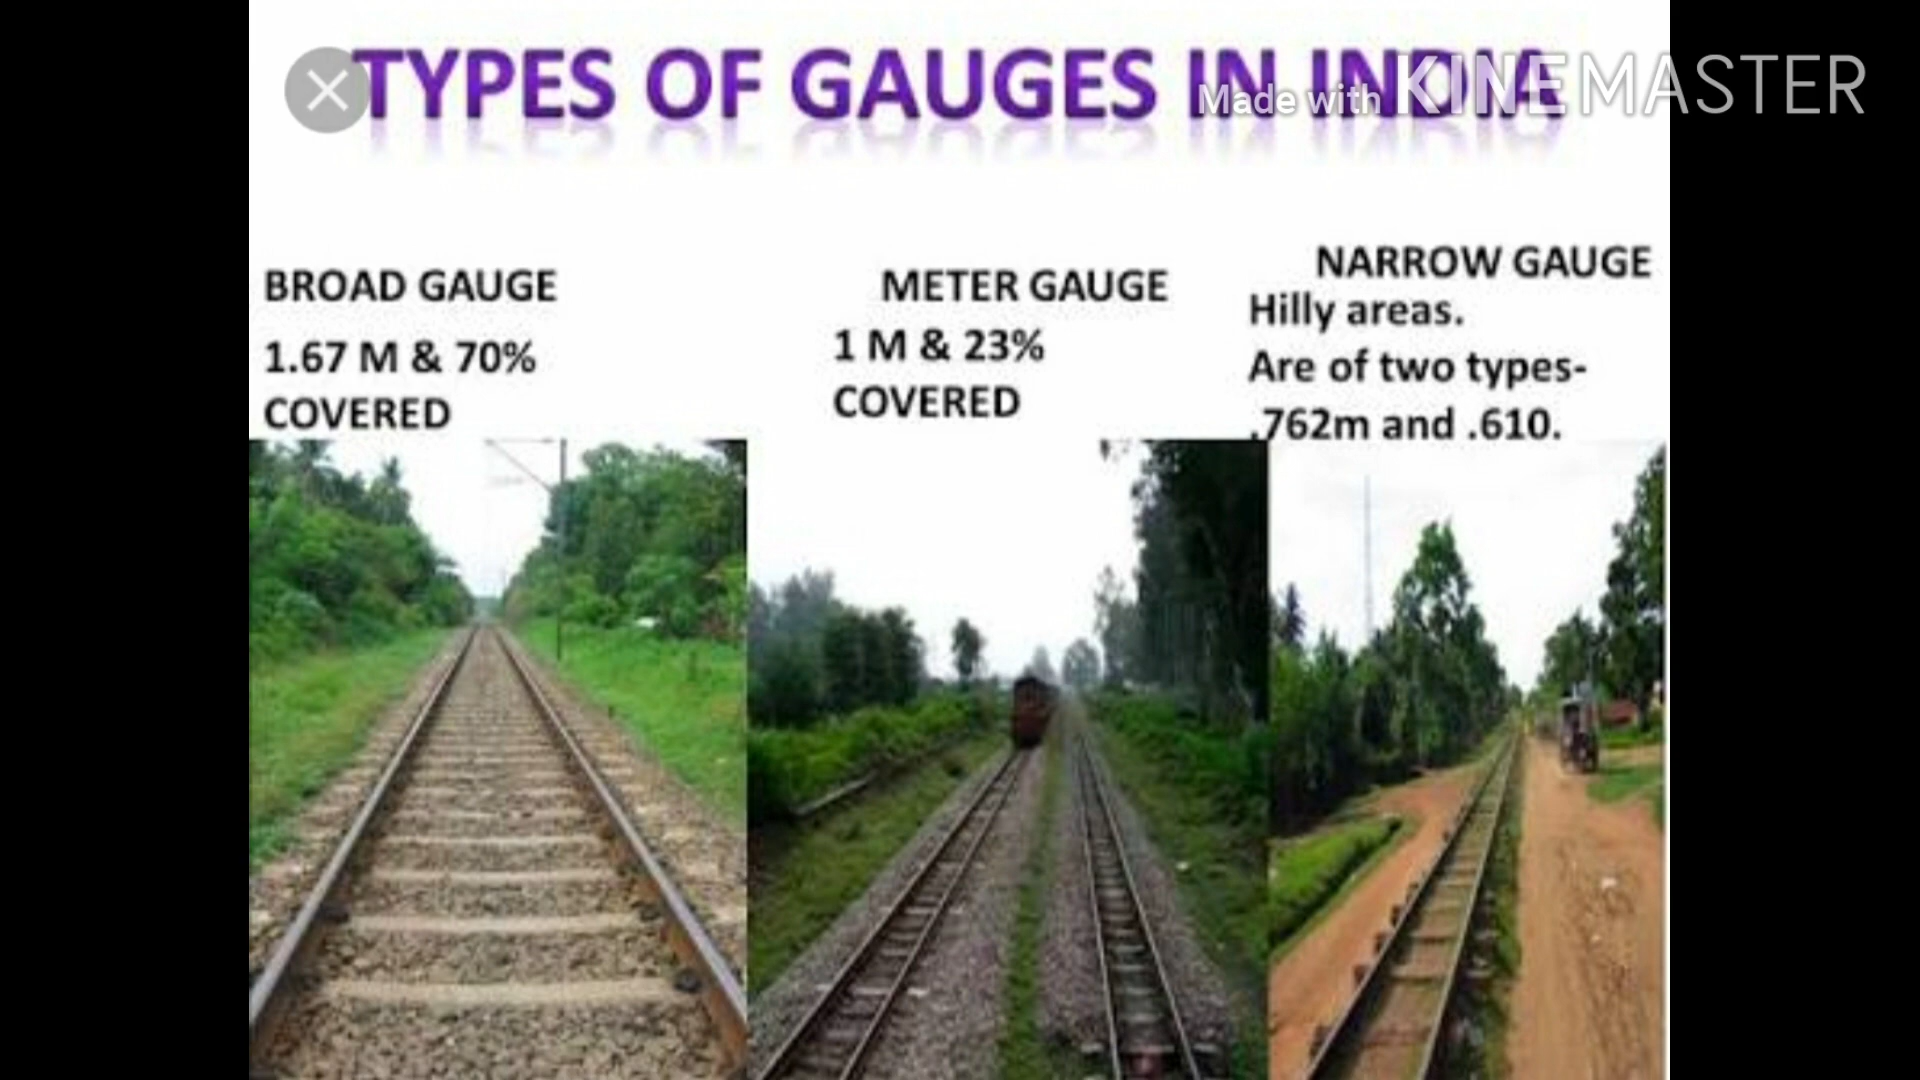 TYPES OF GAUGES IN INDIA
Made with KINEMASTER
BROAD GAUGE
1.67 M & 70%
COVERED
METER GAUGE
1 M & 23%
COVERED
NARROW GAUGE
Hilly areas.
Are of two types-
.762m and .610.